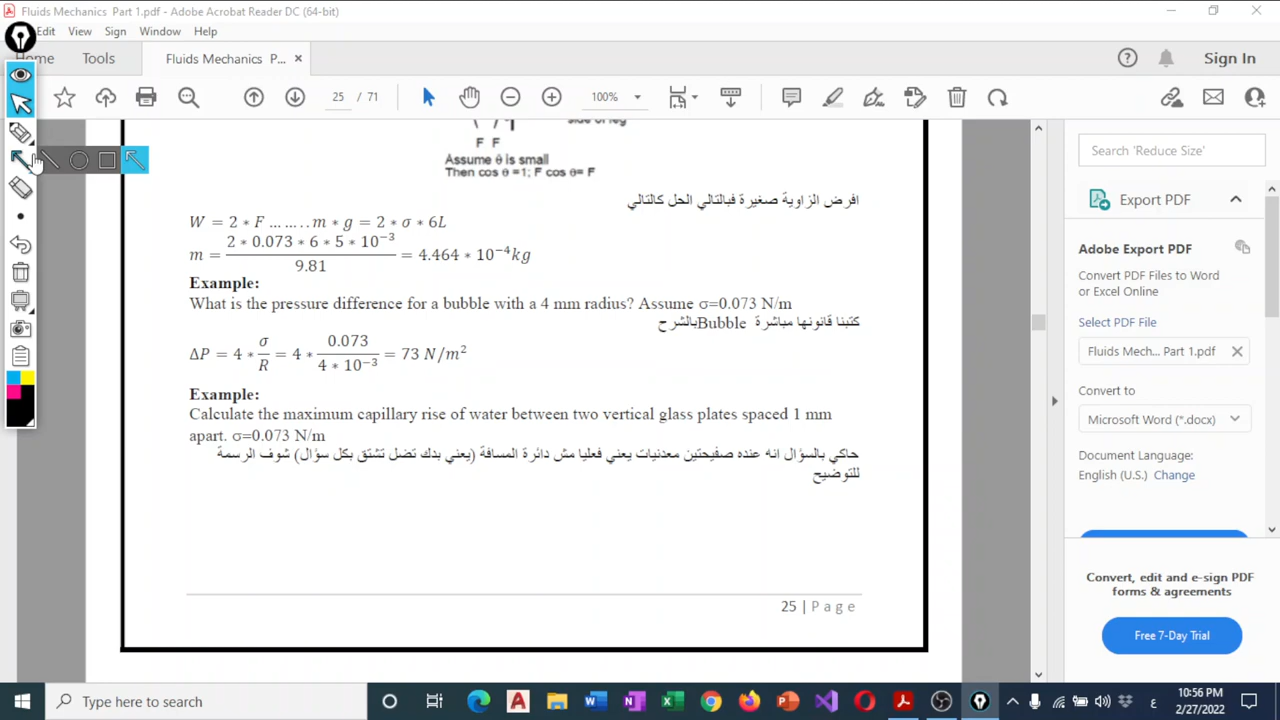 Fluids Mechanics Part 1.pdf - Adobe Acrobat Reader DC (64-bit)
Edit View Sign Window Help
Home Tools Fluids Mechanics P... × Sign In
25 / 71 100%
side of leg
F F
Assume θ is small
Then cos θ =1; F cos θ= F
افرض الزاوية صغيرة فبالتالي الحل كالتالي
W = 2 ∗ F … … . . m ∗ g = 2 ∗ σ ∗ 6L
m = (2 ∗ 0.073 ∗ 6 ∗ 5 ∗ 10⁻³) / 9.81 = 4.464 ∗ 10⁻⁴kg
Example:
What is the pressure difference for a bubble with a 4 mm radius? Assume σ=0.073 N/m
كتبنا قانونها مباشرة Bubble بالشرح
ΔP = 4 ∗ σ/R = 4 ∗ 0.073 / (4 ∗ 10⁻³) = 73 N/m²
Example:
Calculate the maximum capillary rise of water between two vertical glass plates spaced 1 mm
apart. σ=0.073 N/m
حاكي بالسؤال انه عنده صفيحتين معدنيات يعني فعليا مش دائرة المسافة (يعني بدك تضل تشتق بكل سؤال) شوف الرسمة
للتوضيح
25 | Page
Search 'Reduce Size'
Export PDF
Adobe Export PDF
Convert PDF Files to Word
or Excel Online
Select PDF File
Fluids Mech... Part 1.pdf
Convert to
Microsoft Word (*.docx)
Document Language:
English (U.S.) Change
Convert, edit and e-sign PDF
forms & agreements
Free 7-Day Trial
Type here to search
ع
10:56 PM
2/27/2022